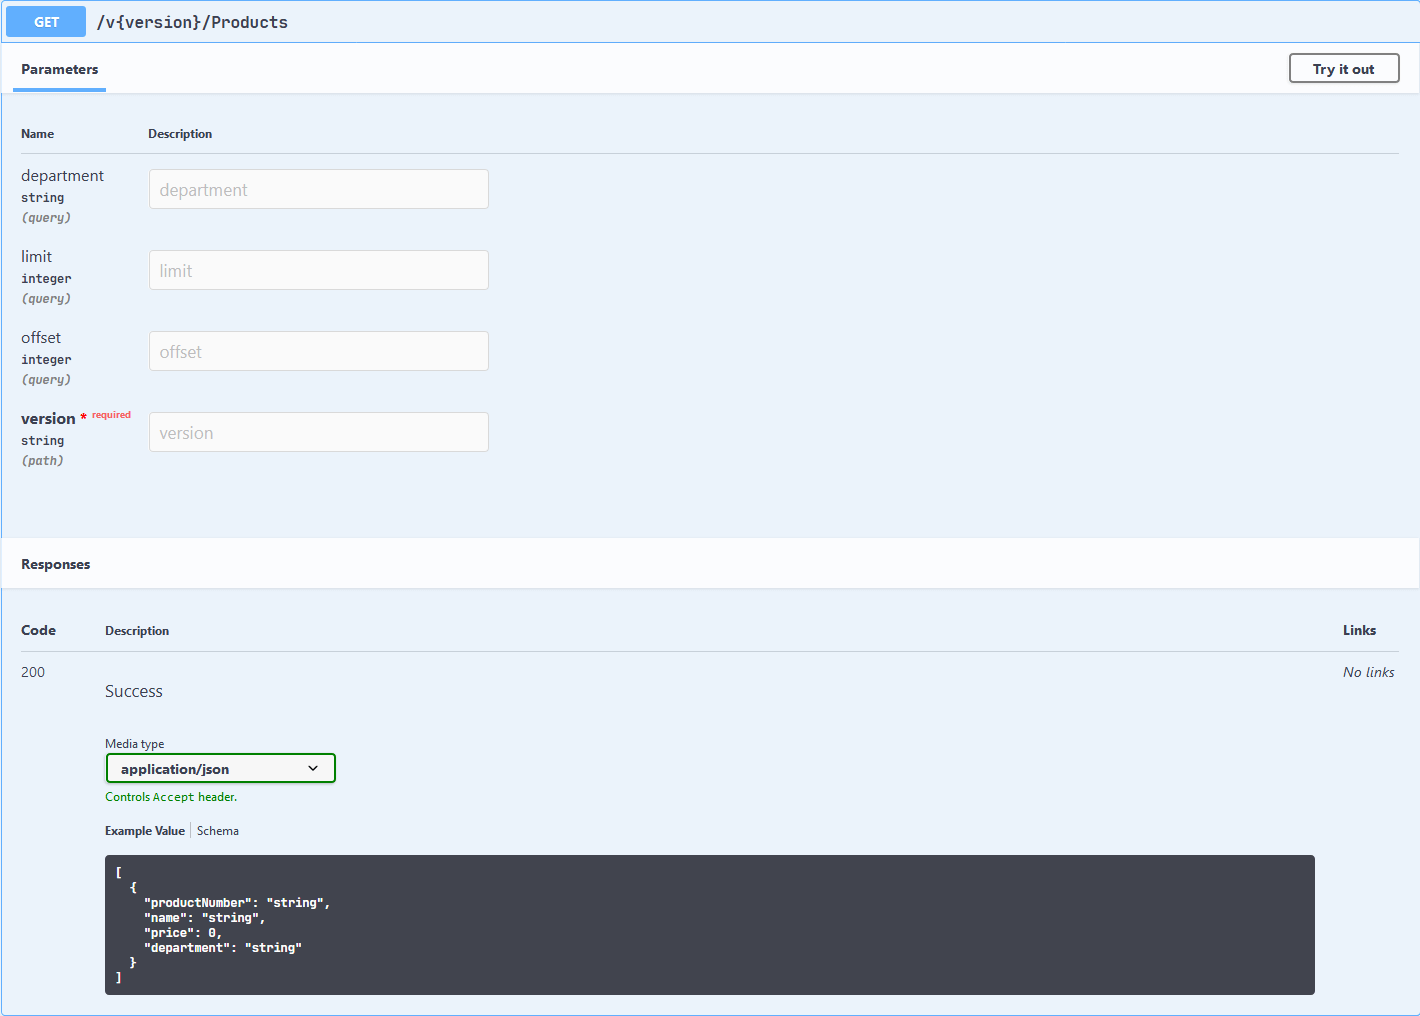 GET /v{version}/Products
Parameters
Try it out
Name Description
department
string
(query)
department
limit
integer
(query)
limit
offset
integer
(query)
offset
version * required
string
(path)
version
Responses
Code Description Links
200
Success
No links
Media type
application/json
Controls Accept header.
Example Value Schema
[
  {
    "productNumber": "string",
    "name": "string",
    "price": 0,
    "department": "string"
  }
]